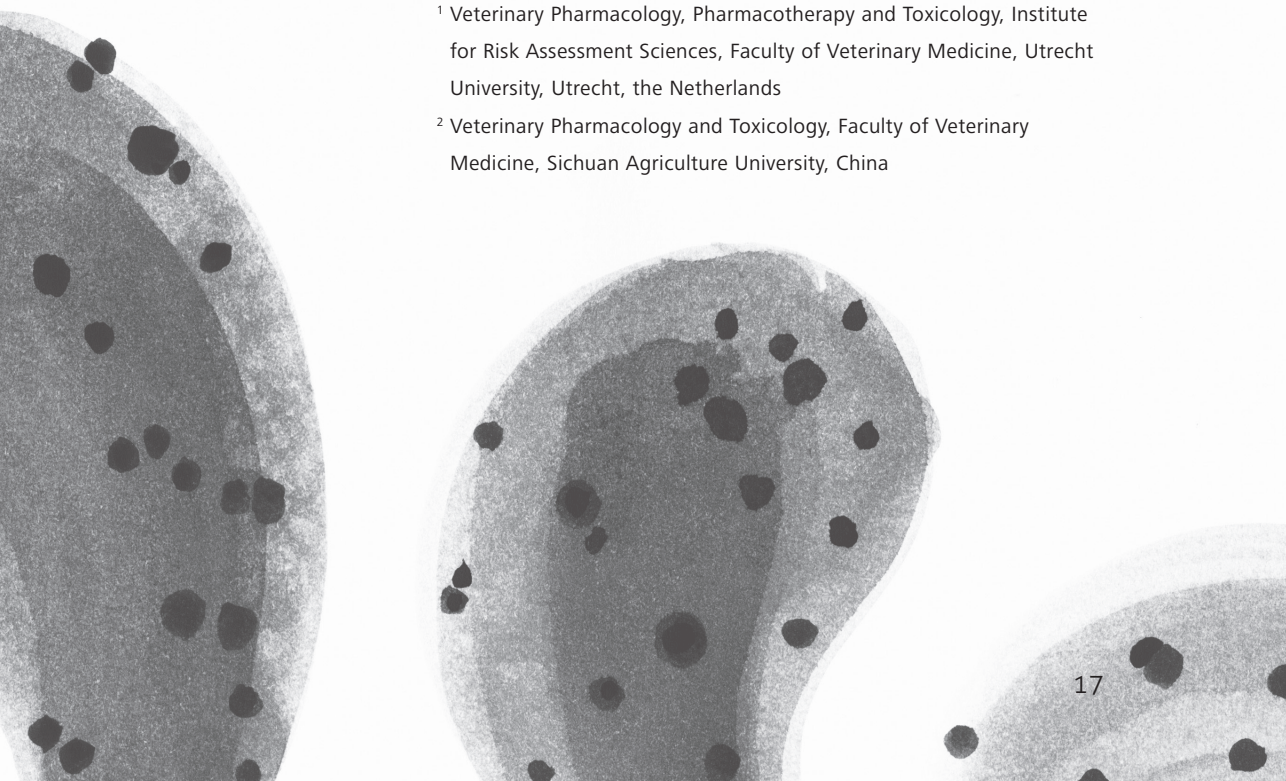 ¹ Veterinary Pharmacology, Pharmacotherapy and Toxicology, Institute
for Risk Assessment Sciences, Faculty of Veterinary Medicine, Utrecht
University, Utrecht, the Netherlands
² Veterinary Pharmacology and Toxicology, Faculty of Veterinary
Medicine, Sichuan Agriculture University, China
17